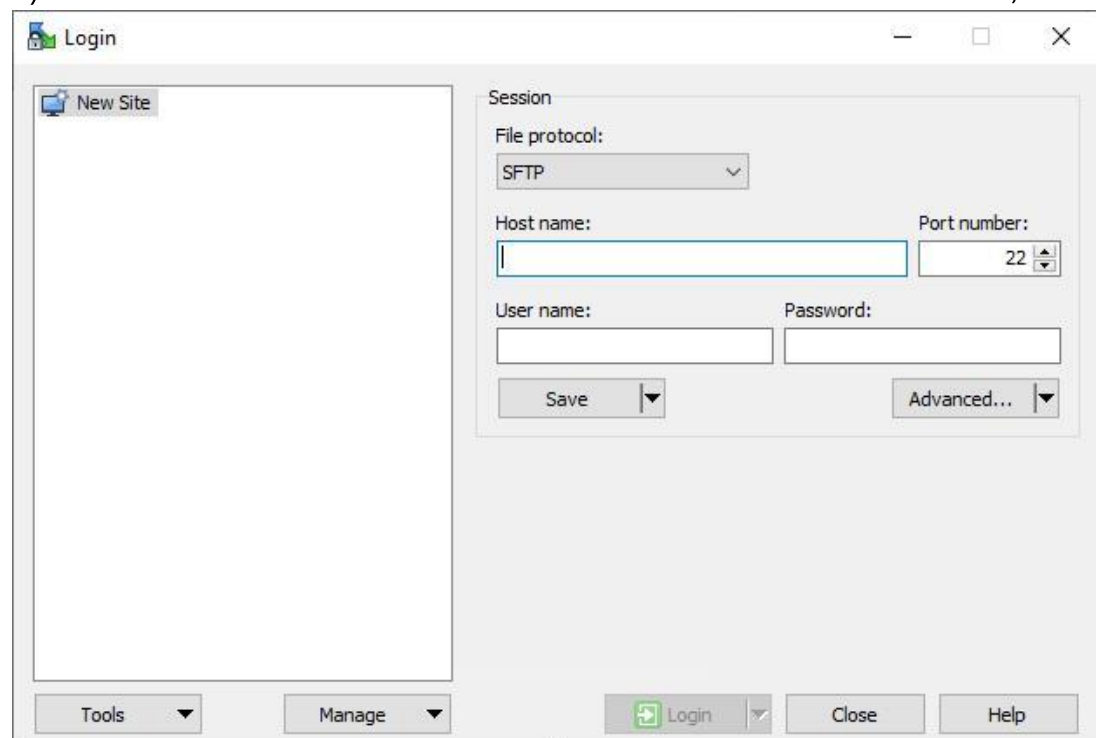 Login
New Site
Session
File protocol:
SFTP
Host name:
Port number:
22
User name:
Password:
Save
Advanced...
Tools
Manage
Login
Close
Help